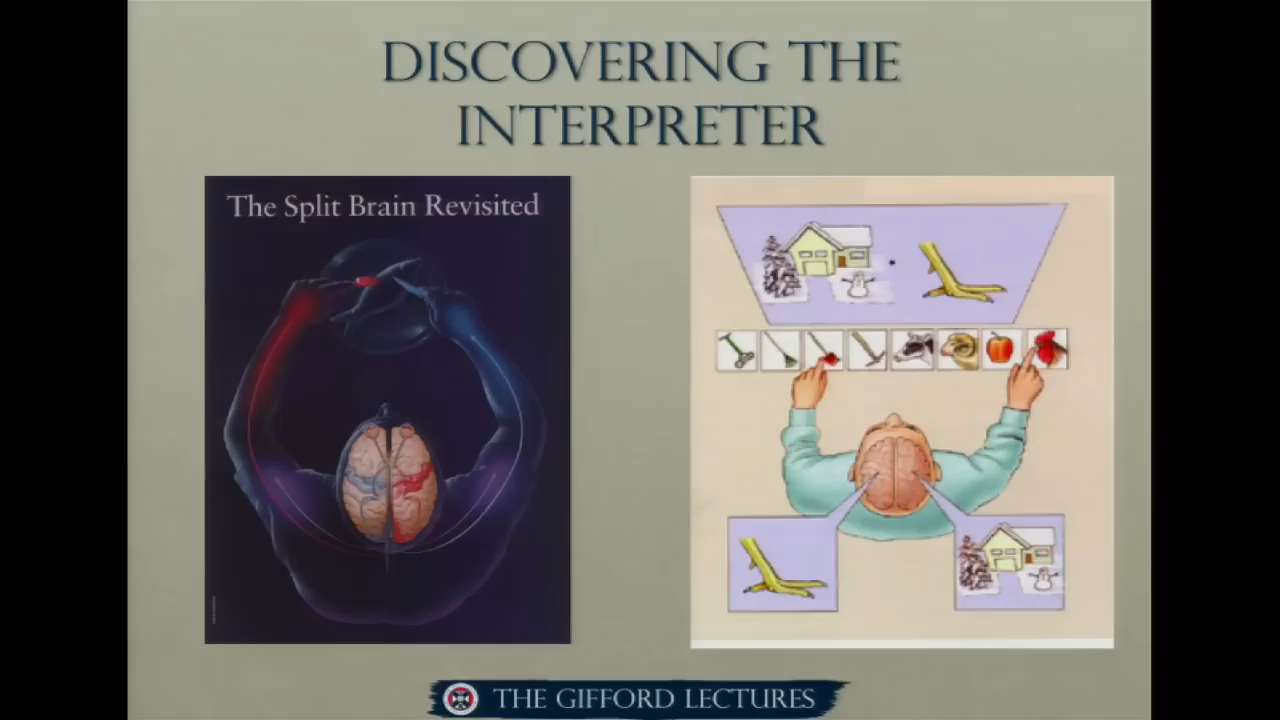 DISCOVERING THE
INTERPRETER
The Split Brain Revisited
THE GIFFORD LECTURES